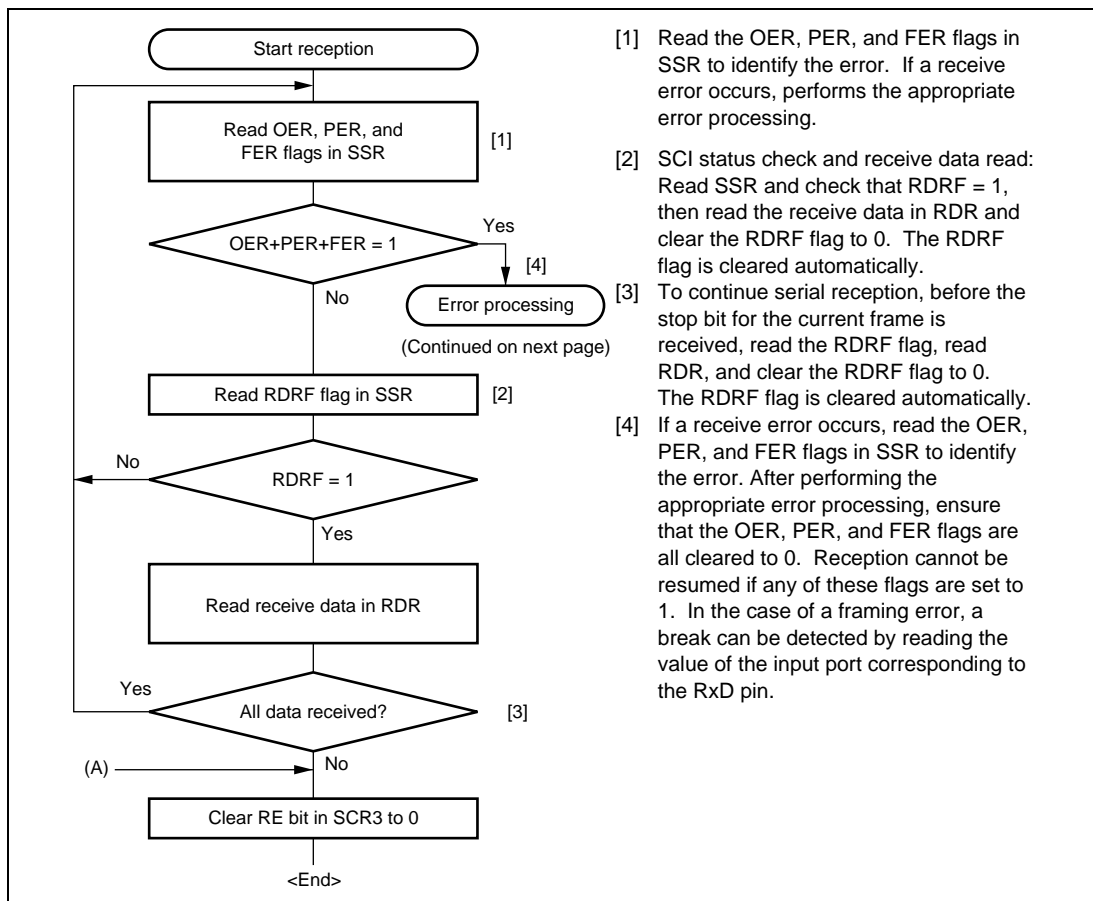 Start reception
Read OER, PER, and
FER flags in SSR
[1]
OER+PER+FER = 1
Yes
[4]
No
Error processing
(Continued on next page)
Read RDRF flag in SSR
[2]
No
RDRF = 1
Yes
Read receive data in RDR
Yes
All data received?
[3]
(A)
No
Clear RE bit in SCR3 to 0
<End>
[1] Read the OER, PER, and FER flags in
SSR to identify the error. If a receive
error occurs, performs the appropriate
error processing.
[2] SCI status check and receive data read:
Read SSR and check that RDRF = 1,
then read the receive data in RDR and
clear the RDRF flag to 0. The RDRF
flag is cleared automatically.
[3] To continue serial reception, before the
stop bit for the current frame is
received, read the RDRF flag, read
RDR, and clear the RDRF flag to 0.
The RDRF flag is cleared automatically.
[4] If a receive error occurs, read the OER,
PER, and FER flags in SSR to identify
the error. After performing the
appropriate error processing, ensure
that the OER, PER, and FER flags are
all cleared to 0. Reception cannot be
resumed if any of these flags are set to
1. In the case of a framing error, a
break can be detected by reading the
value of the input port corresponding to
the RxD pin.